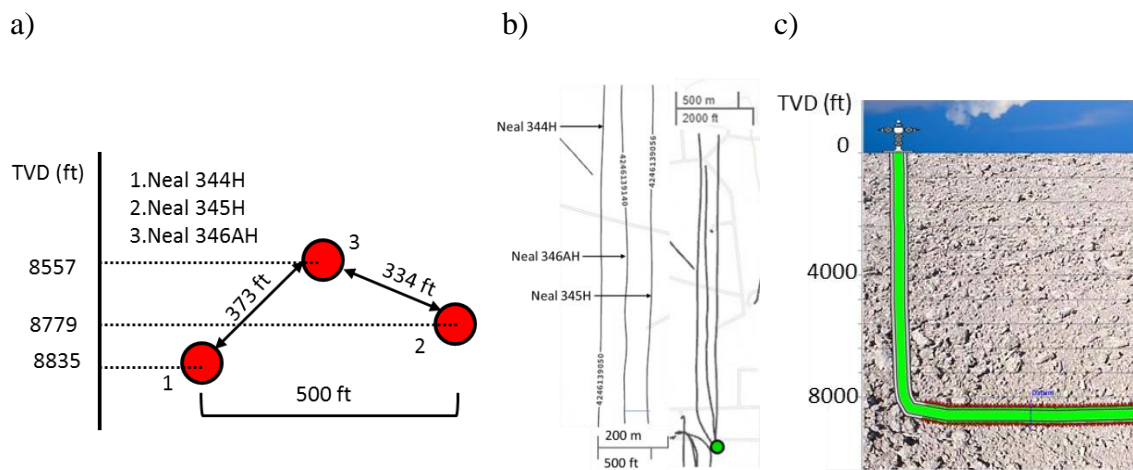 a)
b)
c)
TVD (ft)
1.Neal 344H
2.Neal 345H
3.Neal 346AH
8557
8779
8835
3
373 ft
334 ft
2
1
500 ft
Neal 344H
Neal 346AH
Neal 345H
4246139050
4246139140
4246139056
200 m
500 ft
500 m
2000 ft
TVD (ft)
0
4000
8000